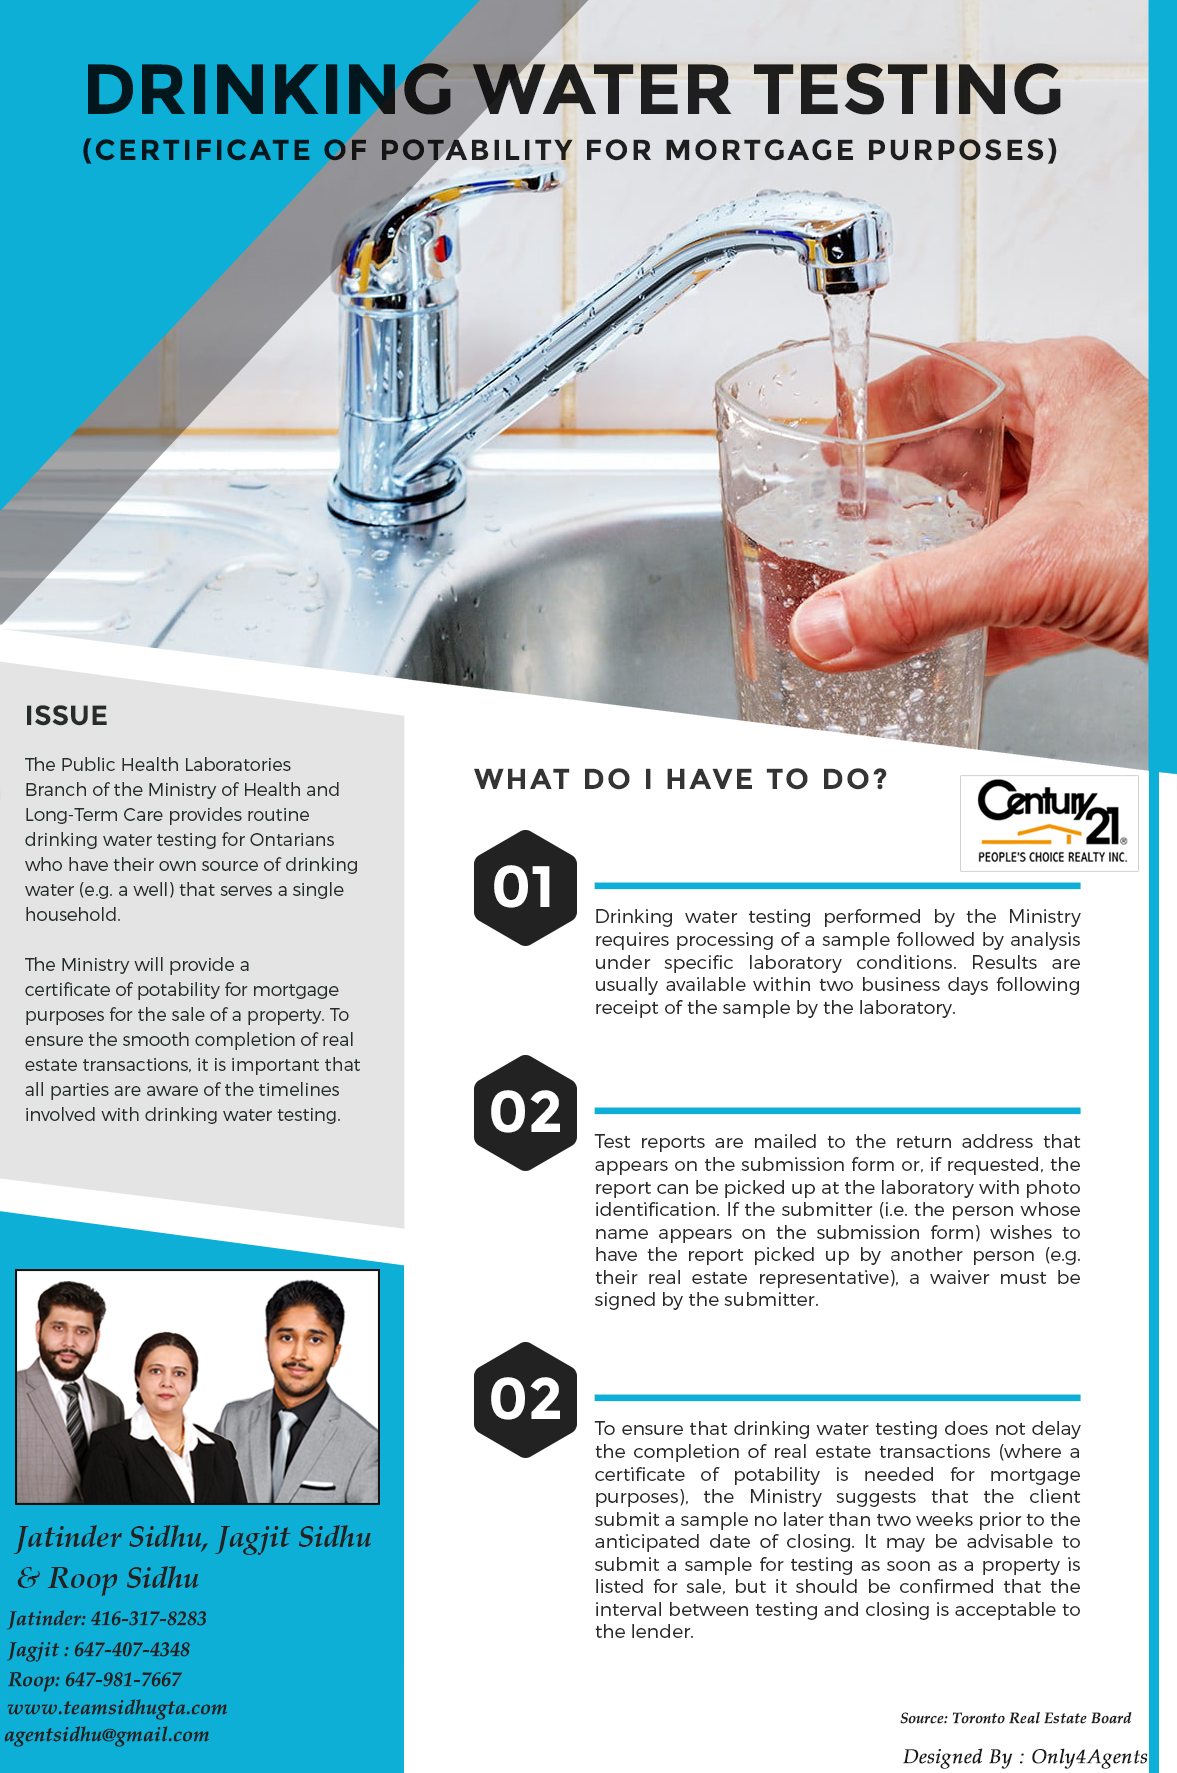 DRINKING WATER TESTING
(CERTIFICATE OF POTABILITY FOR MORTGAGE PURPOSES)
ISSUE
The Public Health Laboratories
Branch of the Ministry of Health and
Long-Term Care provides routine
drinking water testing for Ontarians
who have their own source of drinking
water (e.g. a well) that serves a single
household.
The Ministry will provide a
certificate of potability for mortgage
purposes for the sale of a property. To
ensure the smooth completion of real
estate transactions, it is important that
all parties are aware of the timelines
involved with drinking water testing.
Jatinder Sidhu, Jagjit Sidhu
& Roop Sidhu
Jatinder: 416-317-8283
Jagjit : 647-407-4348
Roop: 647-981-7667
www.teamsidhugta.com
agentsidhu@gmail.com
WHAT DO I HAVE TO DO?
Century
21®
PEOPLE'S CHOICE REALTY INC.
01
Drinking water testing performed by the Ministry
requires processing of a sample followed by analysis
under specific laboratory conditions. Results are
usually available within two business days following
receipt of the sample by the laboratory.
02
Test reports are mailed to the return address that
appears on the submission form or, if requested, the
report can be picked up at the laboratory with photo
identification. If the submitter (i.e. the person whose
name appears on the submission form) wishes to
have the report picked up by another person (e.g.
their real estate representative), a waiver must be
signed by the submitter.
02
To ensure that drinking water testing does not delay
the completion of real estate transactions (where a
certificate of potability is needed for mortgage
purposes), the Ministry suggests that the client
submit a sample no later than two weeks prior to the
anticipated date of closing. It may be advisable to
submit a sample for testing as soon as a property is
listed for sale, but it should be confirmed that the
interval between testing and closing is acceptable to
the lender.
Source: Toronto Real Estate Board
Designed By : Only4Agents